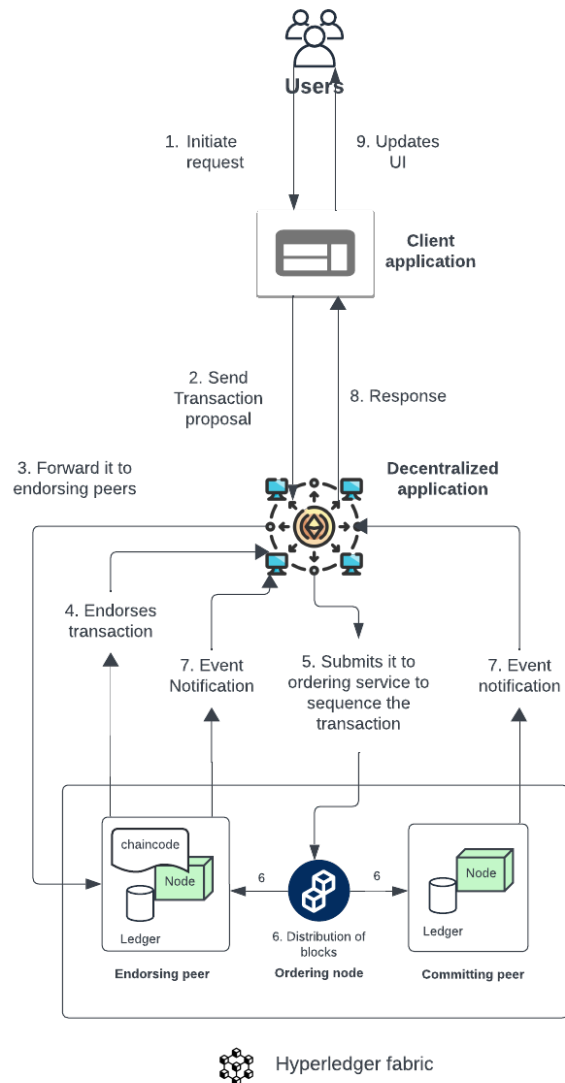 Users
1. Initiate
request
9. Updates
UI
Client
application
2. Send
Transaction
proposal
8. Response
3. Forward it to
endorsing peers
Decentralized
application
4. Endorses
transaction
7. Event
Notification
5. Submits it to
ordering service to
sequence the
transaction
7. Event
notification
chaincode
Node
Ledger
Endorsing peer
6
6
6. Distribution of
blocks
Ordering node
Node
Ledger
Committing peer
Hyperledger fabric